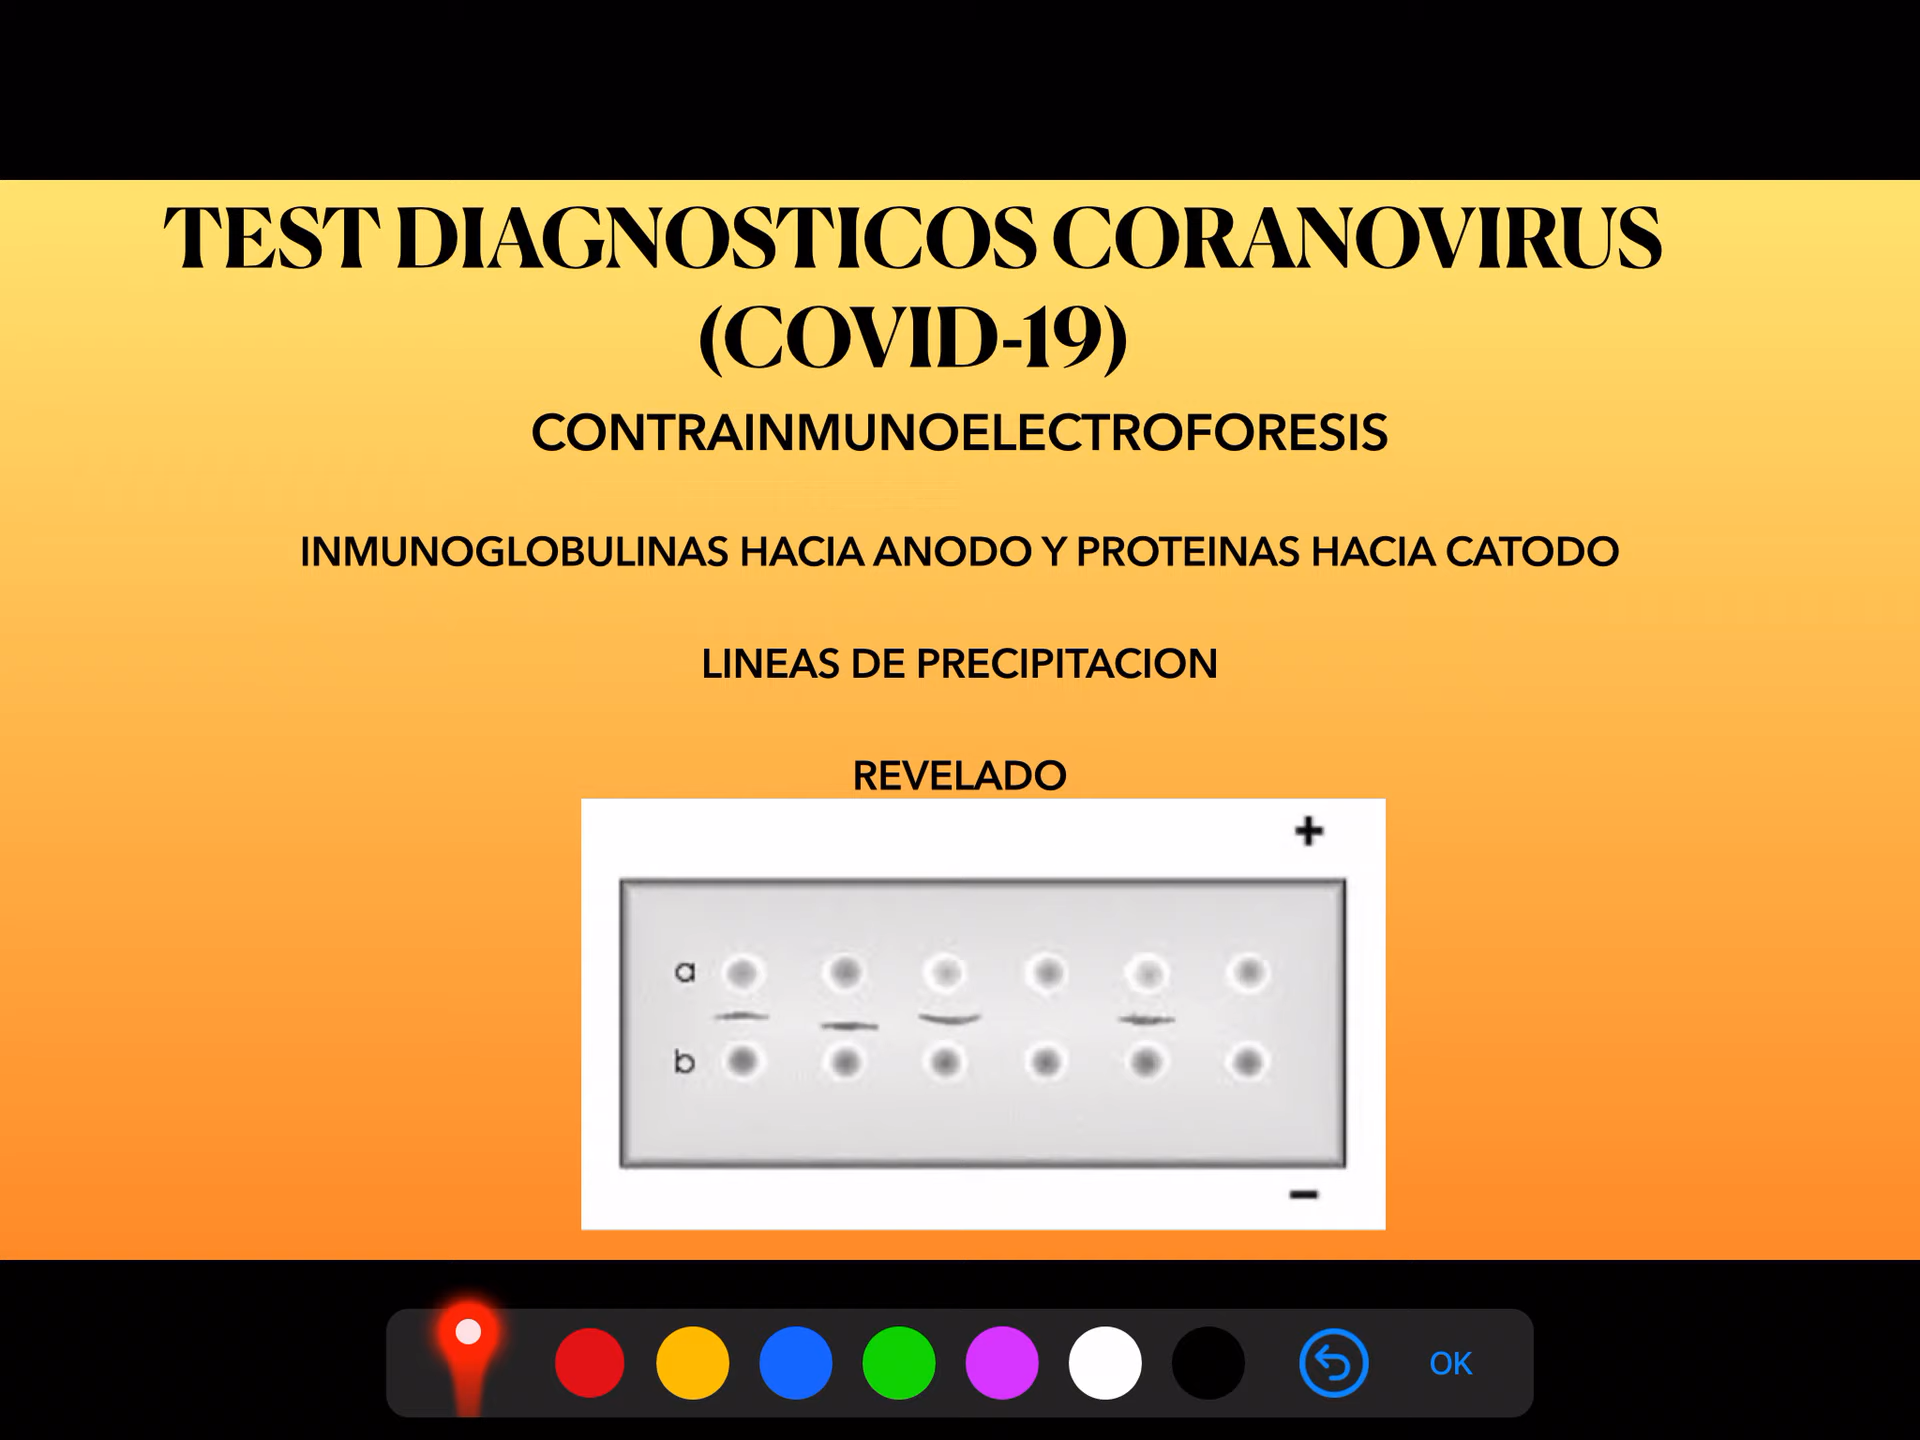 TEST DIAGNOSTICOS CORANOVIRUS
(COVID-19)
CONTRAINMUNOELECTROFORESIS
INMUNOGLOBULINAS HACIA ANODO Y PROTEINAS HACIA CATODO
LINEAS DE PRECIPITACION
REVELADO
+
a
b
-
OK